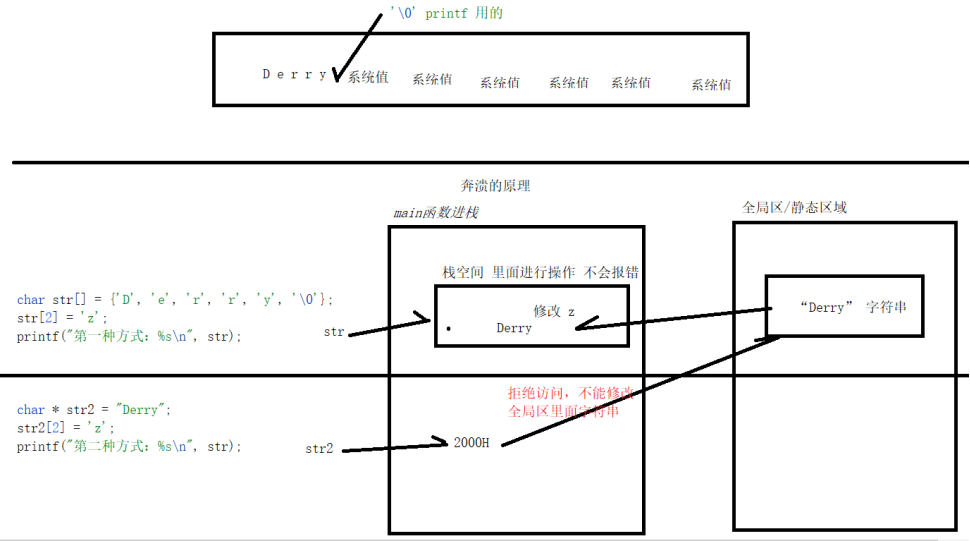 '\0' printf 用的
D e r r y 系统值 系统值 系统值 系统值 系统值 系统值
奔溃的原理
main函数进栈
全局区/静态区域
栈空间 里面进行操作 不会报错
char str[] = {'D', 'e', 'r', 'r', 'y', '\0'};
str[2] = 'z';
printf("第一种方式：%s\n", str);
str
修改 z
Derry
“Derry” 字符串
char * str2 = "Derry";
str2[2] = 'z';
printf("第二种方式：%s\n", str);
str2
2000H
拒绝访问，不能修改
全局区里面字符串